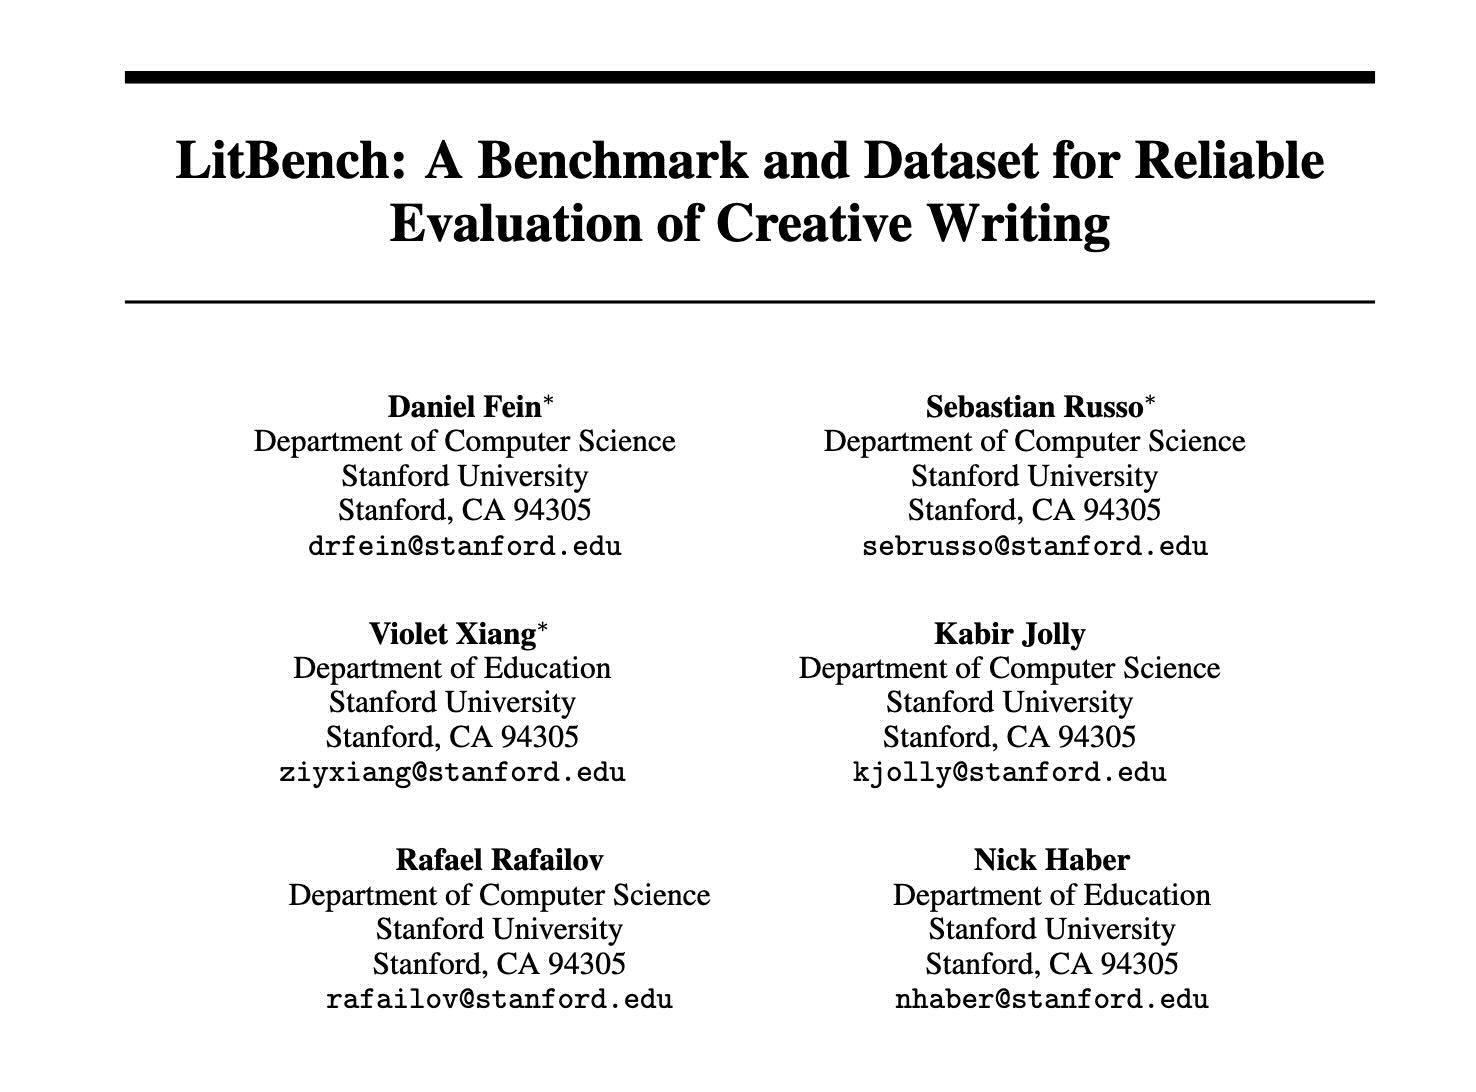 LitBench: A Benchmark and Dataset for Reliable
Evaluation of Creative Writing
Daniel Fein*
Department of Computer Science
Stanford University
Stanford, CA 94305
drfein@stanford.edu
Sebastian Russo*
Department of Computer Science
Stanford University
Stanford, CA 94305
sebrusso@stanford.edu
Violet Xiang*
Department of Education
Stanford University
Stanford, CA 94305
ziyxiang@stanford.edu
Kabir Jolly
Department of Computer Science
Stanford University
Stanford, CA 94305
kjolly@stanford.edu
Rafael Rafailov
Department of Computer Science
Stanford University
Stanford, CA 94305
rafailov@stanford.edu
Nick Haber
Department of Education
Stanford University
Stanford, CA 94305
nhaber@stanford.edu